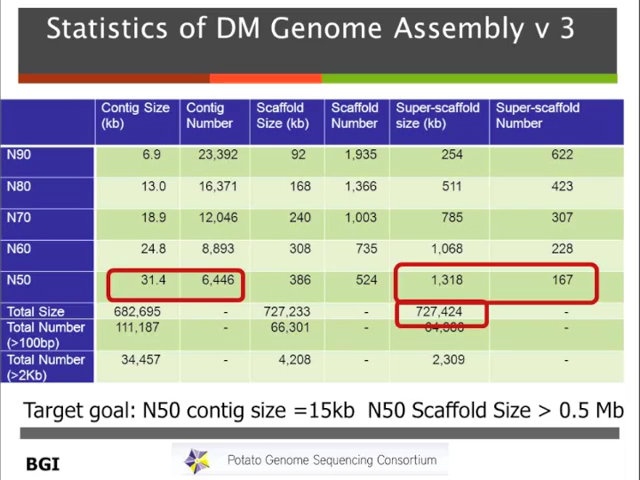 Statistics of DM Genome Assembly v 3
Contig Size (kb) Contig Number Scaffold Size (kb) Scaffold Number Super-scaffold size (kb) Super-scaffold Number
N90 6.9 23,392 92 1,935 254 622
N80 13.0 16,371 168 1,366 511 423
N70 18.9 12,046 240 1,003 785 307
N60 24.8 8,893 308 735 1,068 228
N50 31.4 6,446 386 524 1,318 167
Total Size 682,695 - 727,233 - 727,424 -
Total Number (>100bp) 111,187 - 66,301 - -
Total Number (>2Kb) 34,457 - 4,208 - 2,309 -
Target goal: N50 contig size =15kb N50 Scaffold Size > 0.5 Mb
BGI
Potato Genome Sequencing Consortium